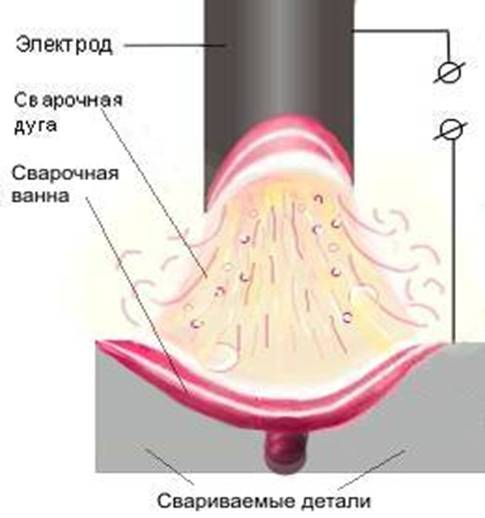 Электрод
Сварочная
дуга
Сварочная
ванна
Свариваемые детали